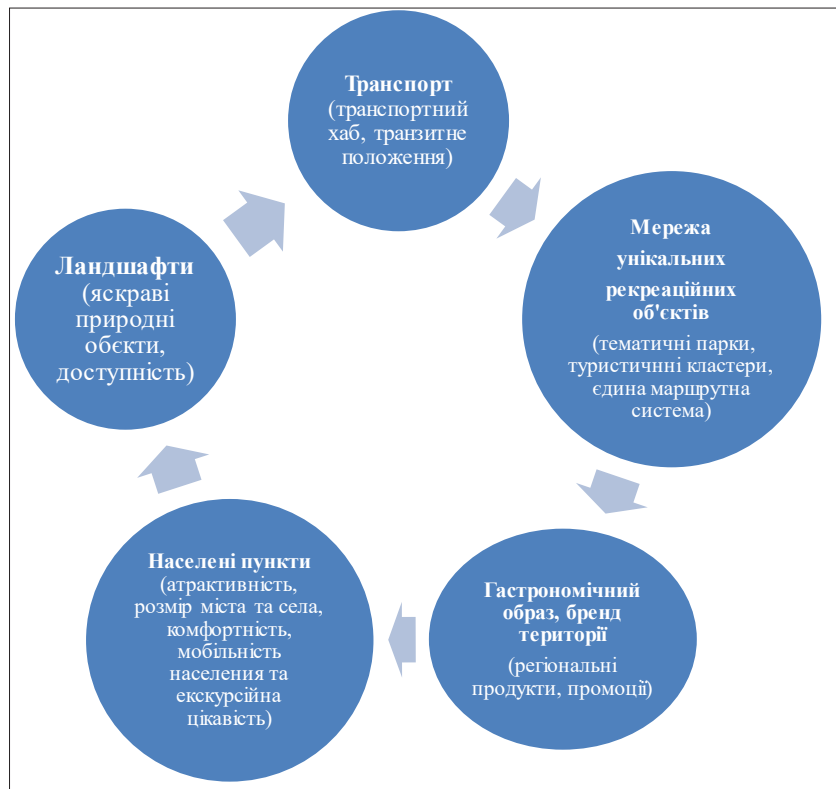 Транспорт
(транспортний
хаб, транзитне
положення)
Мережа
унікальних
рекреаційних
об'єктів
(тематичні парки,
туристичнні кластери,
єдина маршрутна
система)
Гастрономічний
образ, бренд
території
(регіональні
продукти, промоції)
Населені пункти
(атрактивність,
розмір міста та села,
комфортність,
мобільність
населения та
екскурсійна
цікавість)
Ландшафти
(яскраві
природні
обєкти,
доступність)